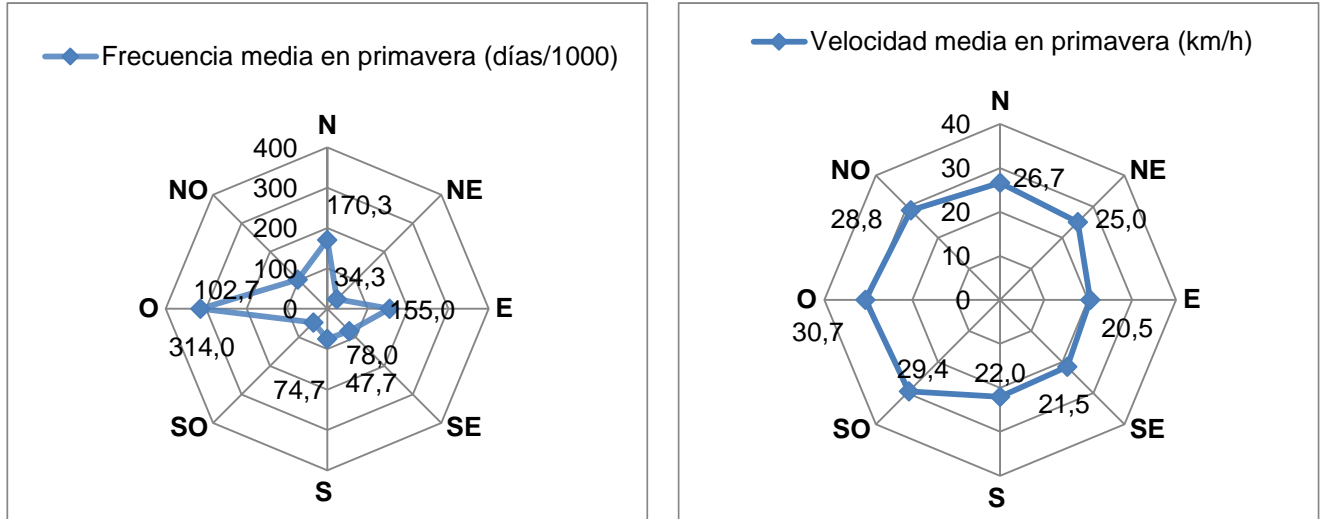 Frecuencia media en primavera (días/1000)
N
400
NO
NE
300
170,3
200
100
34,3
102,7
O
0
155,0
E
314,0
78,0
74,7
47,7
SO
SE
S
Velocidad media en primavera (km/h)
N
40
NO
NE
30
26,7
28,8
20
25,0
10
O
0
E
30,7
20,5
29,4
22,0
21,5
SO
SE
S